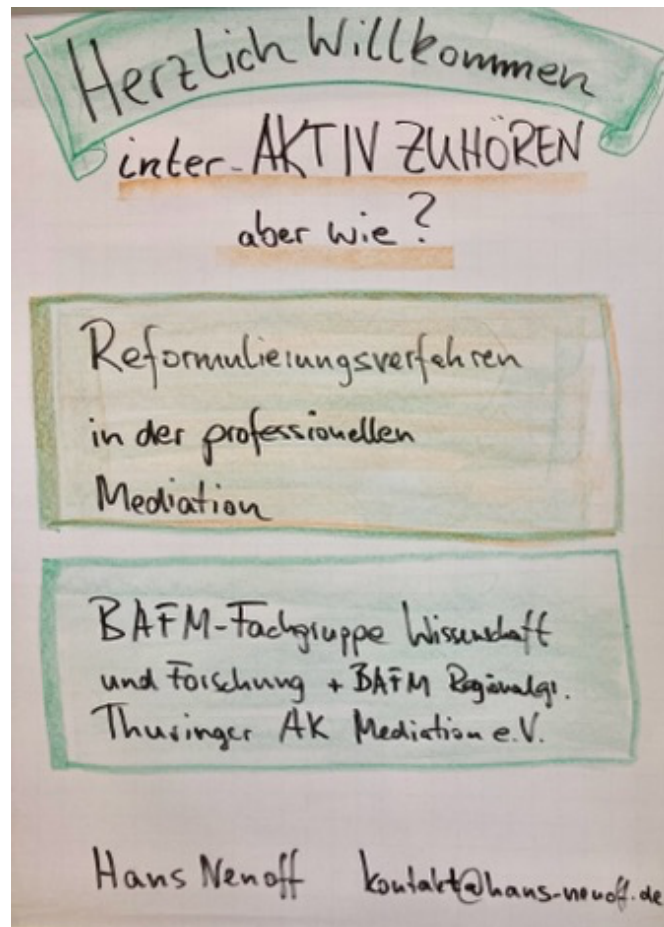 Herzlich Willkommen
inter-AKTIV ZUHÖREN
aber wie?
Reformulierungsverfahren
in der professionellen
Mediation
BAFM-Fachgruppe Wissenschaft
und Forschung + BAFM Regionalgr.
Thüringer AK Mediation e.V.
Hans Nenoff kontakt@hans-nenoff.de